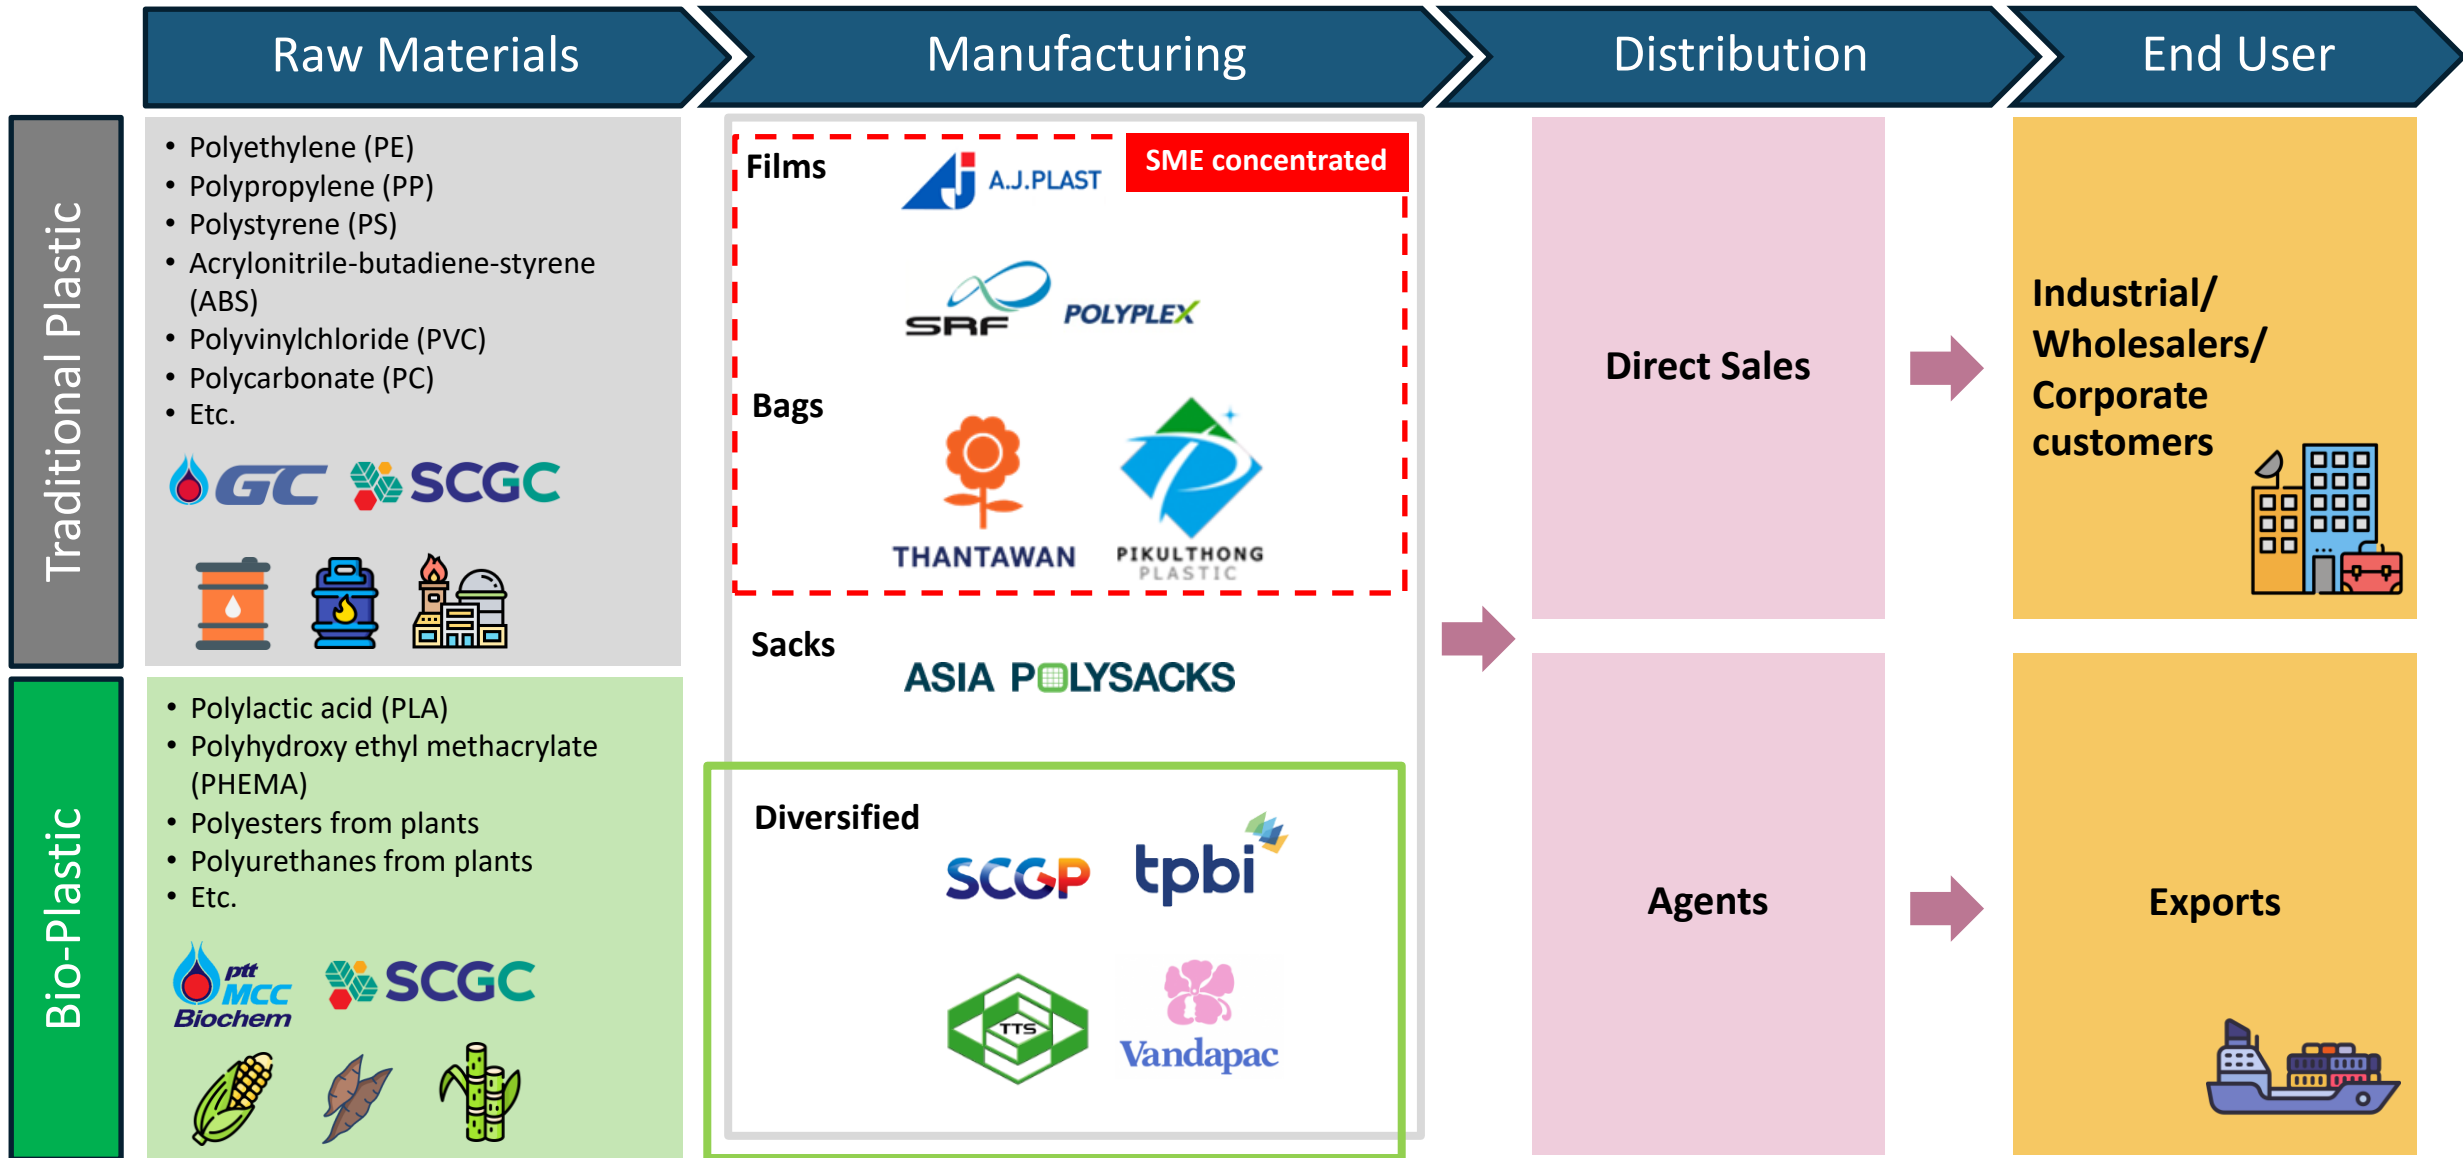 Raw Materials
Manufacturing
Distribution
End User
Traditional Plastic
• Polyethylene (PE)
• Polypropylene (PP)
• Polystyrene (PS)
• Acrylonitrile-butadiene-styrene
(ABS)
• Polyvinylchloride (PVC)
• Polycarbonate (PC)
• Etc.
GC
SCGC
Films
SME concentrated
A.J.PLAST
SRF
POLYPLEX
Bags
THANTAWAN
PIKULTHONG
PLASTIC
Sacks
ASIA POLYSACKS
Direct Sales
Industrial/
Wholesalers/
Corporate
customers
Bio-Plastic
• Polylactic acid (PLA)
• Polyhydroxy ethyl methacrylate
(PHEMA)
• Polyesters from plants
• Polyurethanes from plants
• Etc.
ptt
MCC
Biochem
SCGC
Diversified
SCGP
tpbi
TTS
Vandapac
Agents
Exports